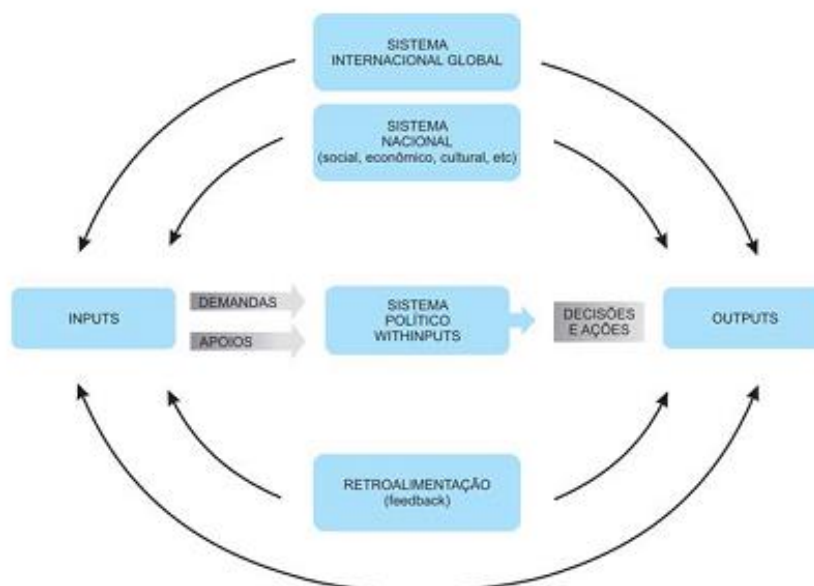 SISTEMA
INTERNACIONAL GLOBAL
SISTEMA
NACIONAL
(social, econômico, cultural, etc)
INPUTS
DEMANDAS
APOIOS
SISTEMA
POLÍTICO
WITHINPUTS
DECISÕES
E AÇÕES
OUTPUTS
RETROALIMENTAÇÃO
(feedback)